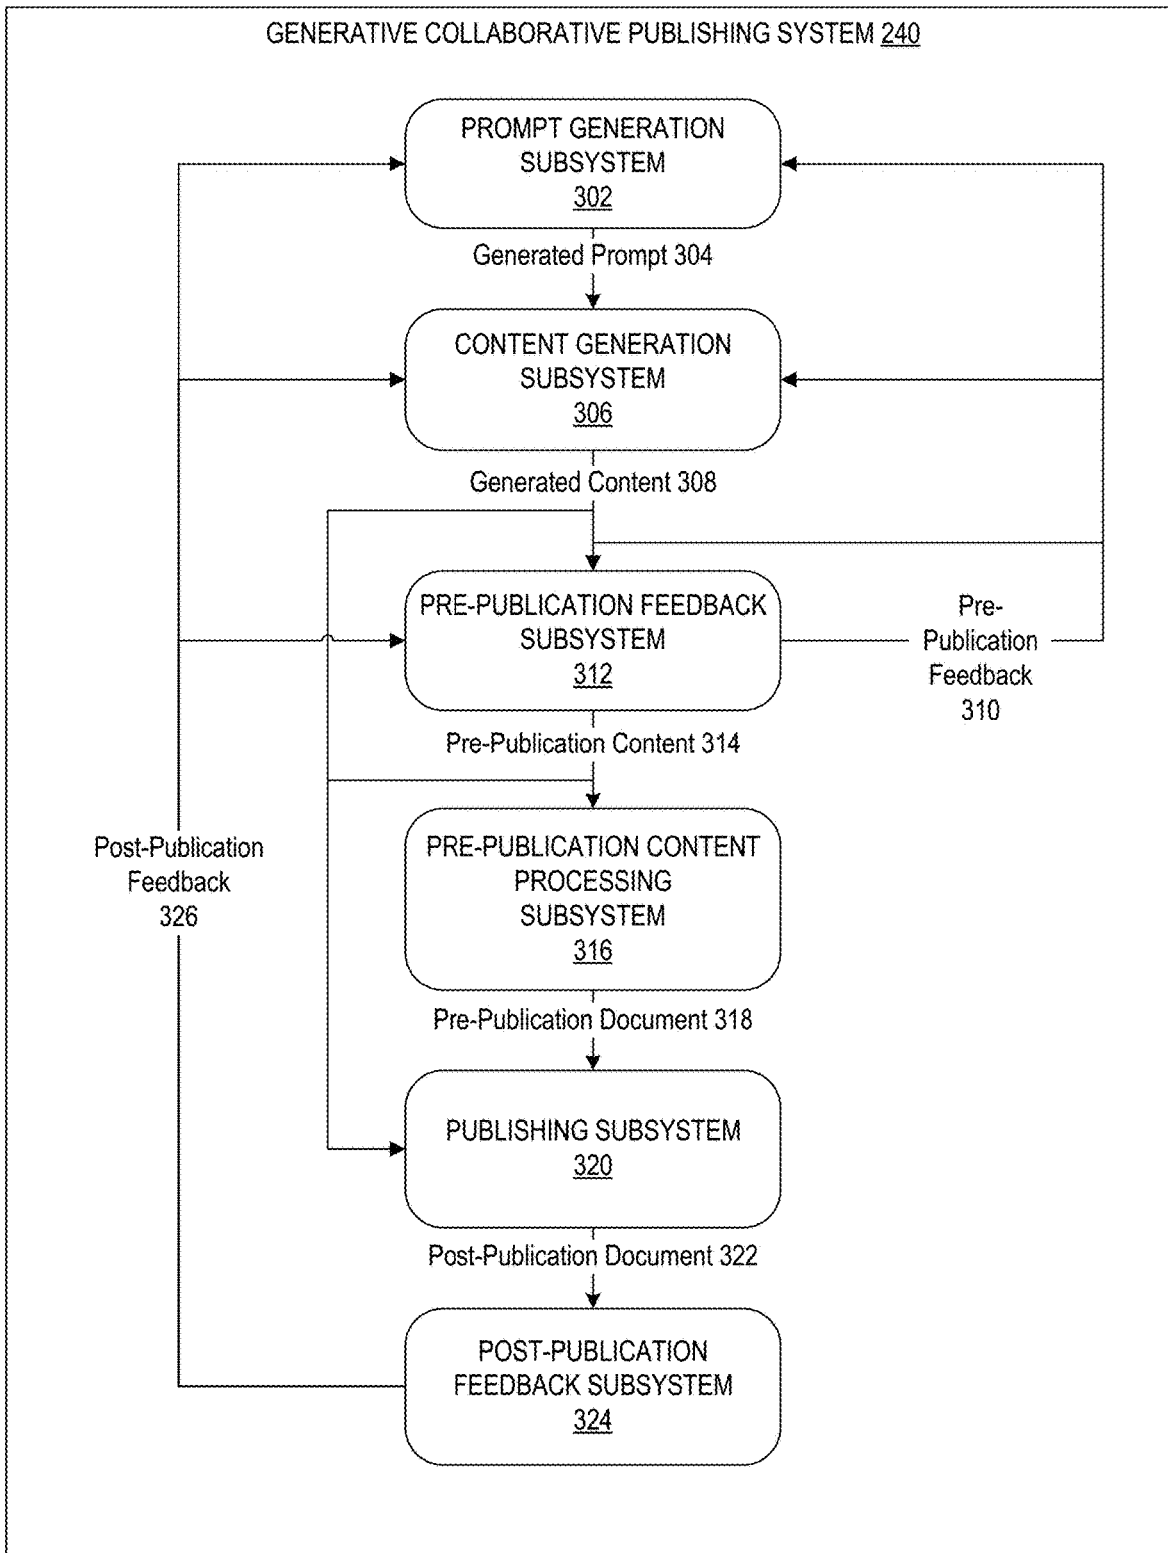 GENERATIVE COLLABORATIVE PUBLISHING SYSTEM 240
PROMPT GENERATION
SUBSYSTEM
302
Generated Prompt 304
CONTENT GENERATION
SUBSYSTEM
306
Generated Content 308
PRE-PUBLICATION FEEDBACK
SUBSYSTEM
312
Pre-
Publication
Feedback
310
Pre-Publication Content 314
PRE-PUBLICATION CONTENT
PROCESSING
SUBSYSTEM
316
Post-Publication
Feedback
326
Pre-Publication Document 318
PUBLISHING SUBSYSTEM
320
Post-Publication Document 322
POST-PUBLICATION
FEEDBACK SUBSYSTEM
324